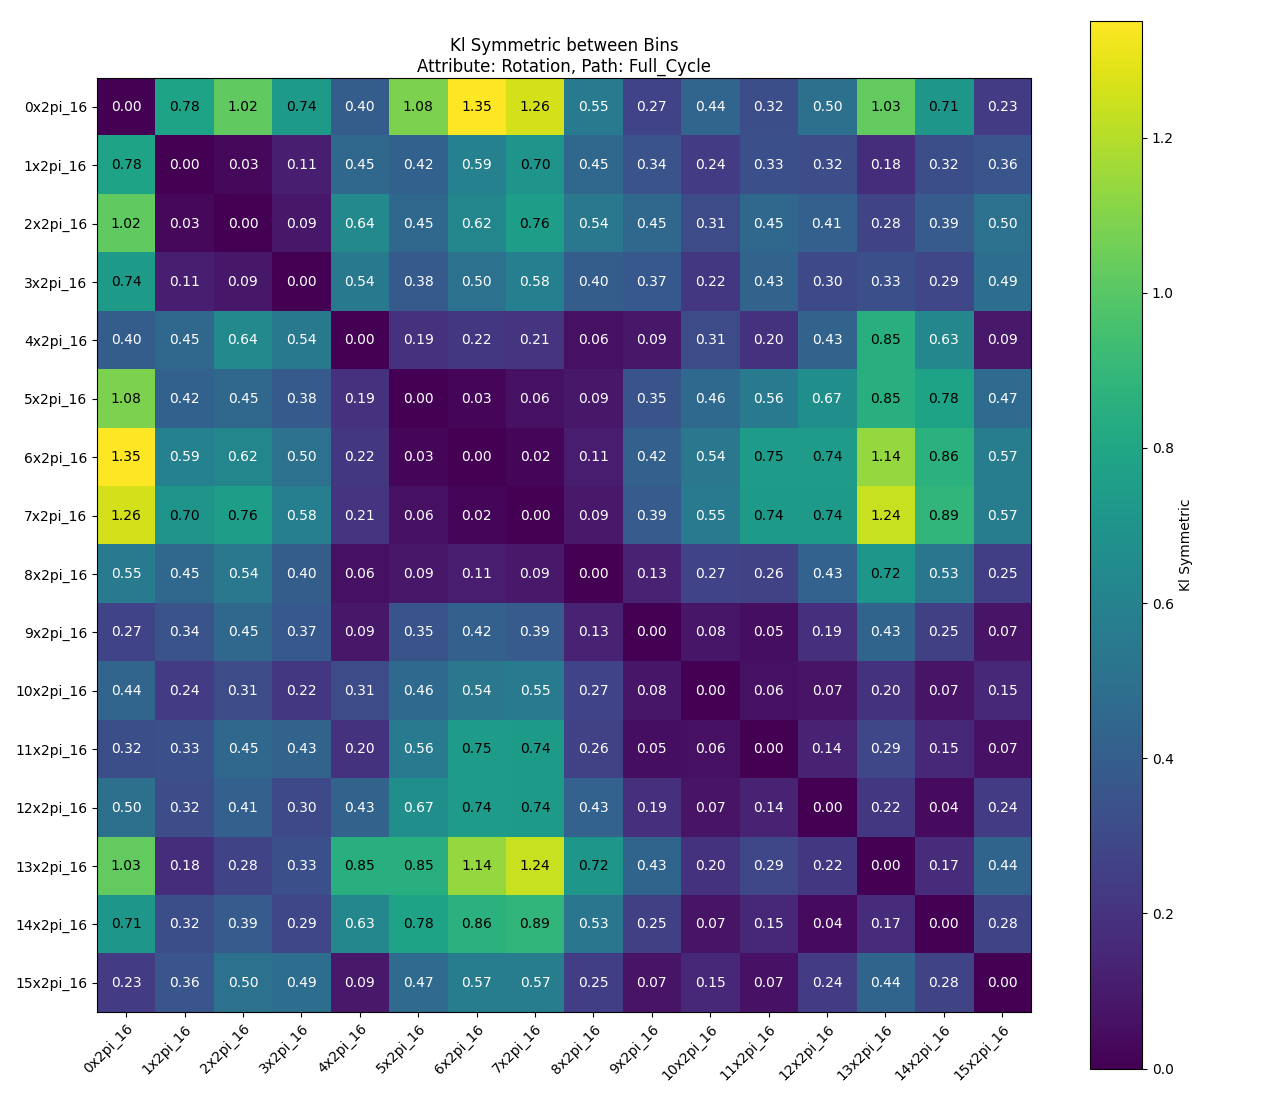 Kl Symmetric between Bins
Attribute: Rotation, Path: Full_Cycle
0x2pi_16 0.00 0.78 1.02 0.74 0.40 1.08 1.35 1.26 0.55 0.27 0.44 0.32 0.50 1.03 0.71 0.23
1x2pi_16 0.78 0.00 0.03 0.11 0.45 0.42 0.59 0.70 0.45 0.34 0.24 0.33 0.32 0.18 0.32 0.36
2x2pi_16 1.02 0.03 0.00 0.09 0.64 0.45 0.62 0.76 0.54 0.45 0.31 0.45 0.41 0.28 0.39 0.50
3x2pi_16 0.74 0.11 0.09 0.00 0.54 0.38 0.50 0.58 0.40 0.37 0.22 0.43 0.30 0.33 0.29 0.49
4x2pi_16 0.40 0.45 0.64 0.54 0.00 0.19 0.22 0.21 0.06 0.09 0.31 0.20 0.43 0.85 0.63 0.09
5x2pi_16 1.08 0.42 0.45 0.38 0.19 0.00 0.03 0.06 0.09 0.35 0.46 0.56 0.67 0.85 0.78 0.47
6x2pi_16 1.35 0.59 0.62 0.50 0.22 0.03 0.00 0.02 0.11 0.42 0.54 0.75 0.74 1.14 0.86 0.57
7x2pi_16 1.26 0.70 0.76 0.58 0.21 0.06 0.02 0.00 0.09 0.39 0.55 0.74 0.74 1.24 0.89 0.57
8x2pi_16 0.55 0.45 0.54 0.40 0.06 0.09 0.11 0.09 0.00 0.13 0.27 0.26 0.43 0.72 0.53 0.25
9x2pi_16 0.27 0.34 0.45 0.37 0.09 0.35 0.42 0.39 0.13 0.00 0.08 0.05 0.19 0.43 0.25 0.07
10x2pi_16 0.44 0.24 0.31 0.22 0.31 0.46 0.54 0.55 0.27 0.08 0.00 0.06 0.07 0.20 0.07 0.15
11x2pi_16 0.32 0.33 0.45 0.43 0.20 0.56 0.75 0.74 0.26 0.05 0.06 0.00 0.14 0.29 0.15 0.07
12x2pi_16 0.50 0.32 0.41 0.30 0.43 0.67 0.74 0.74 0.43 0.19 0.07 0.14 0.00 0.22 0.04 0.24
13x2pi_16 1.03 0.18 0.28 0.33 0.85 0.85 1.14 1.24 0.72 0.43 0.20 0.29 0.22 0.00 0.17 0.44
14x2pi_16 0.71 0.32 0.39 0.29 0.63 0.78 0.86 0.89 0.53 0.25 0.07 0.15 0.04 0.17 0.00 0.28
15x2pi_16 0.23 0.36 0.50 0.49 0.09 0.47 0.57 0.57 0.25 0.07 0.15 0.07 0.24 0.44 0.28 0.00
0x2pi_16 1x2pi_16 2x2pi_16 3x2pi_16 4x2pi_16 5x2pi_16 6x2pi_16 7x2pi_16 8x2pi_16 9x2pi_16 10x2pi_16 11x2pi_16 12x2pi_16 13x2pi_16 14x2pi_16 15x2pi_16
1.2
1.0
0.8
0.6
0.4
0.2
0.0
Kl Symmetric